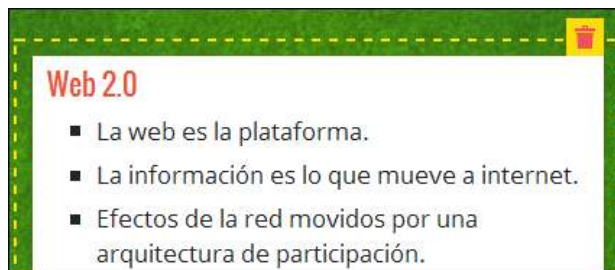 Web 2.0
La web es la plataforma.
La información es lo que mueve a internet.
Efectos de la red movidos por una
arquitectura de participación.